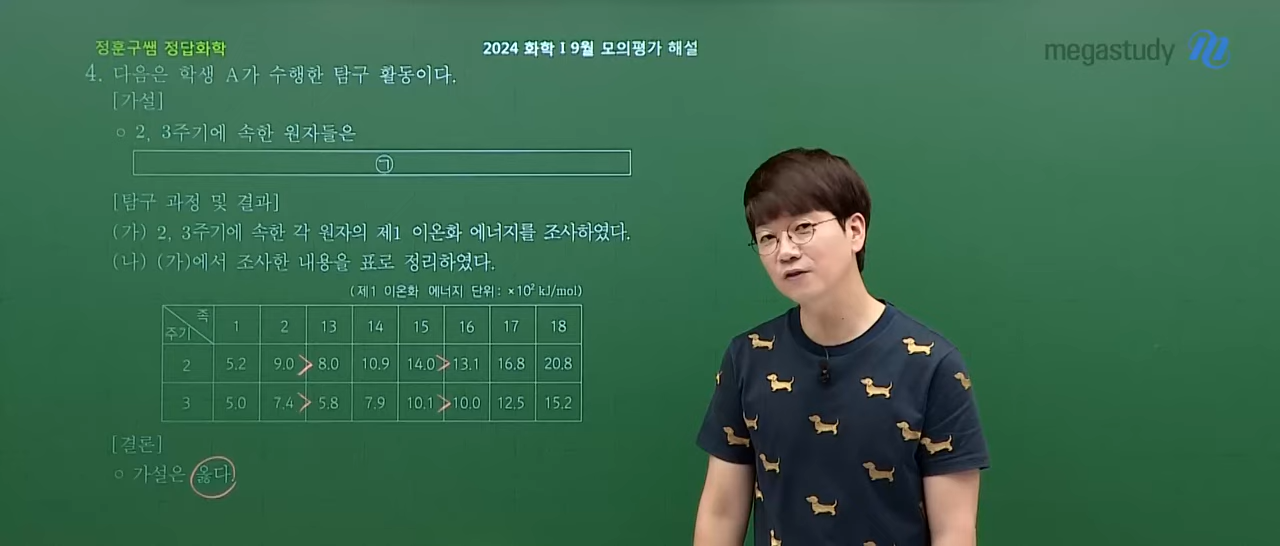 정훈구쌤 정답화학
2024 화학 I 9월 모의평가 해설
megastudy
4. 다음은 학생 A가 수행한 탐구 활동이다.
[가설]
○ 2, 3주기에 속한 원자들은
㉠
[탐구 과정 및 결과]
(가) 2, 3주기에 속한 각 원자의 제1 이온화 에너지를 조사하였다.
(나) (가)에서 조사한 내용을 표로 정리하였다.
(제1 이온화 에너지 단위: ×10² kJ/mol)
주기 족 1 2 13 14 15 16 17 18
2 5.2 9.0 > 8.0 10.9 14.0 > 13.1 16.8 20.8
3 5.0 7.4 > 5.8 7.9 10.1 > 10.0 12.5 15.2
[결론]
○ 가설은 옳다.